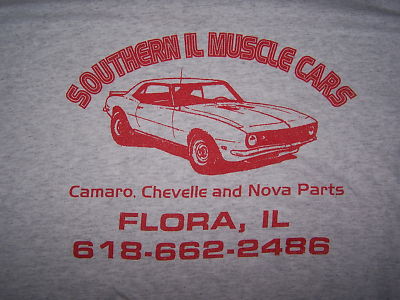 SOUTHERN IL MUSCLE CARS
Camaro, Chevelle and Nova Parts
FLORA, IL
618-662-2486